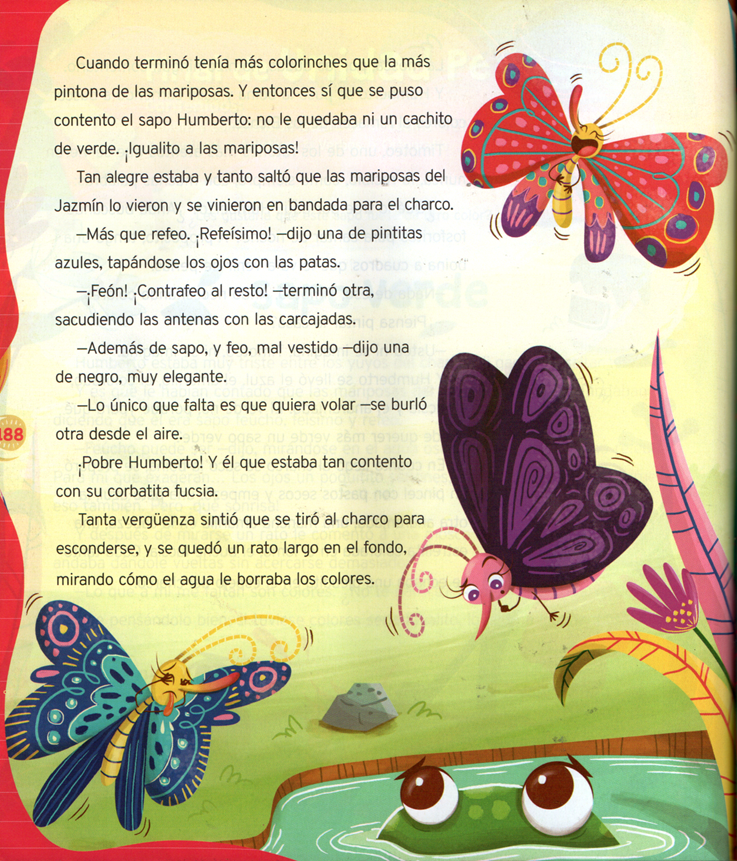 Cuando terminó tenía más colorinches que la más
pintona de las mariposas. Y entonces sí que se puso
contento el sapo Humberto: no le quedaba ni un cachito
de verde. ¡Igualito a las mariposas!
Tan alegre estaba y tanto saltó que las mariposas del
Jazmín lo vieron y se vinieron en bandada para el charco.
—Más que refeo. ¡Refeísimo! —dijo una de pintitas
azules, tapándose los ojos con las patas.
—¡Feón! ¡Contrafeo al resto! —terminó otra,
sacudiendo las antenas con las carcajadas.
—Además de sapo, y feo, mal vestido —dijo una
de negro, muy elegante.
—Lo único que falta es que quiera volar —se burló
otra desde el aire.
¡Pobre Humberto! Y él que estaba tan contento
con su corbatita fucsia.
Tanta vergüenza sintió que se tiró al charco para
esconderse, y se quedó un rato largo en el fondo,
mirando cómo el agua le borraba los colores.
188